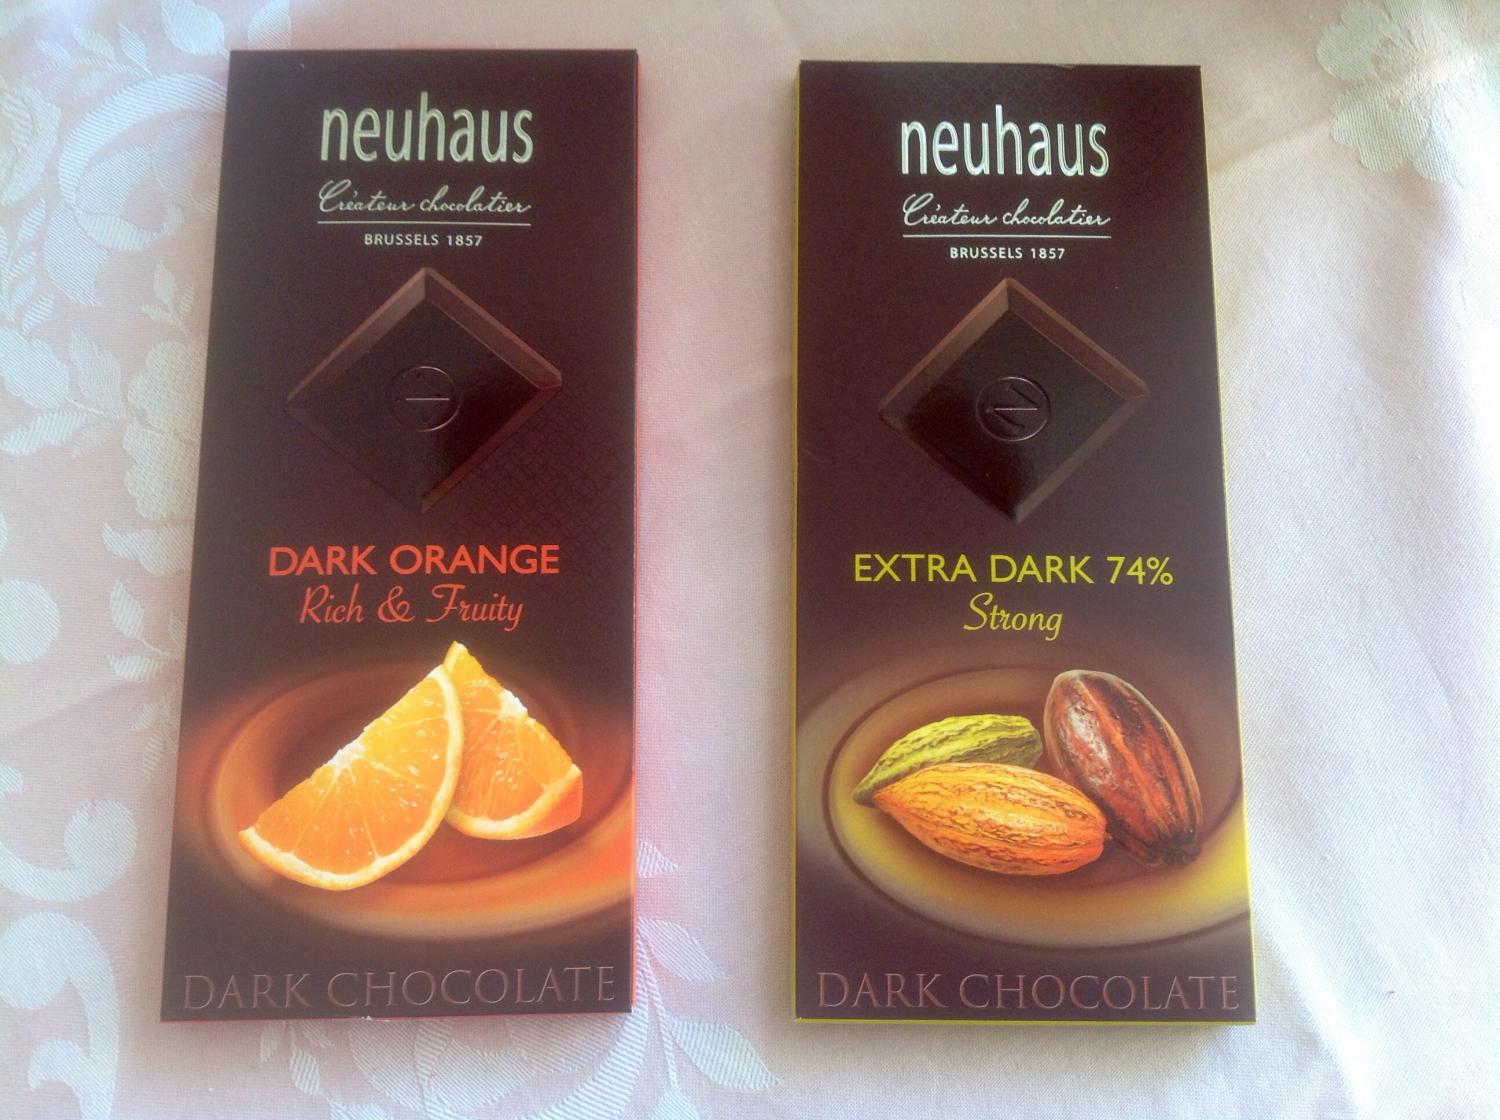 neuhaus
Créateur chocolatier
BRUSSELS 1857
N
DARK ORANGE
Rich & Fruity
DARK CHOCOLATE
neuhaus
Créateur chocolatier
BRUSSELS 1857
N
EXTRA DARK 74%
Strong
DARK CHOCOLATE